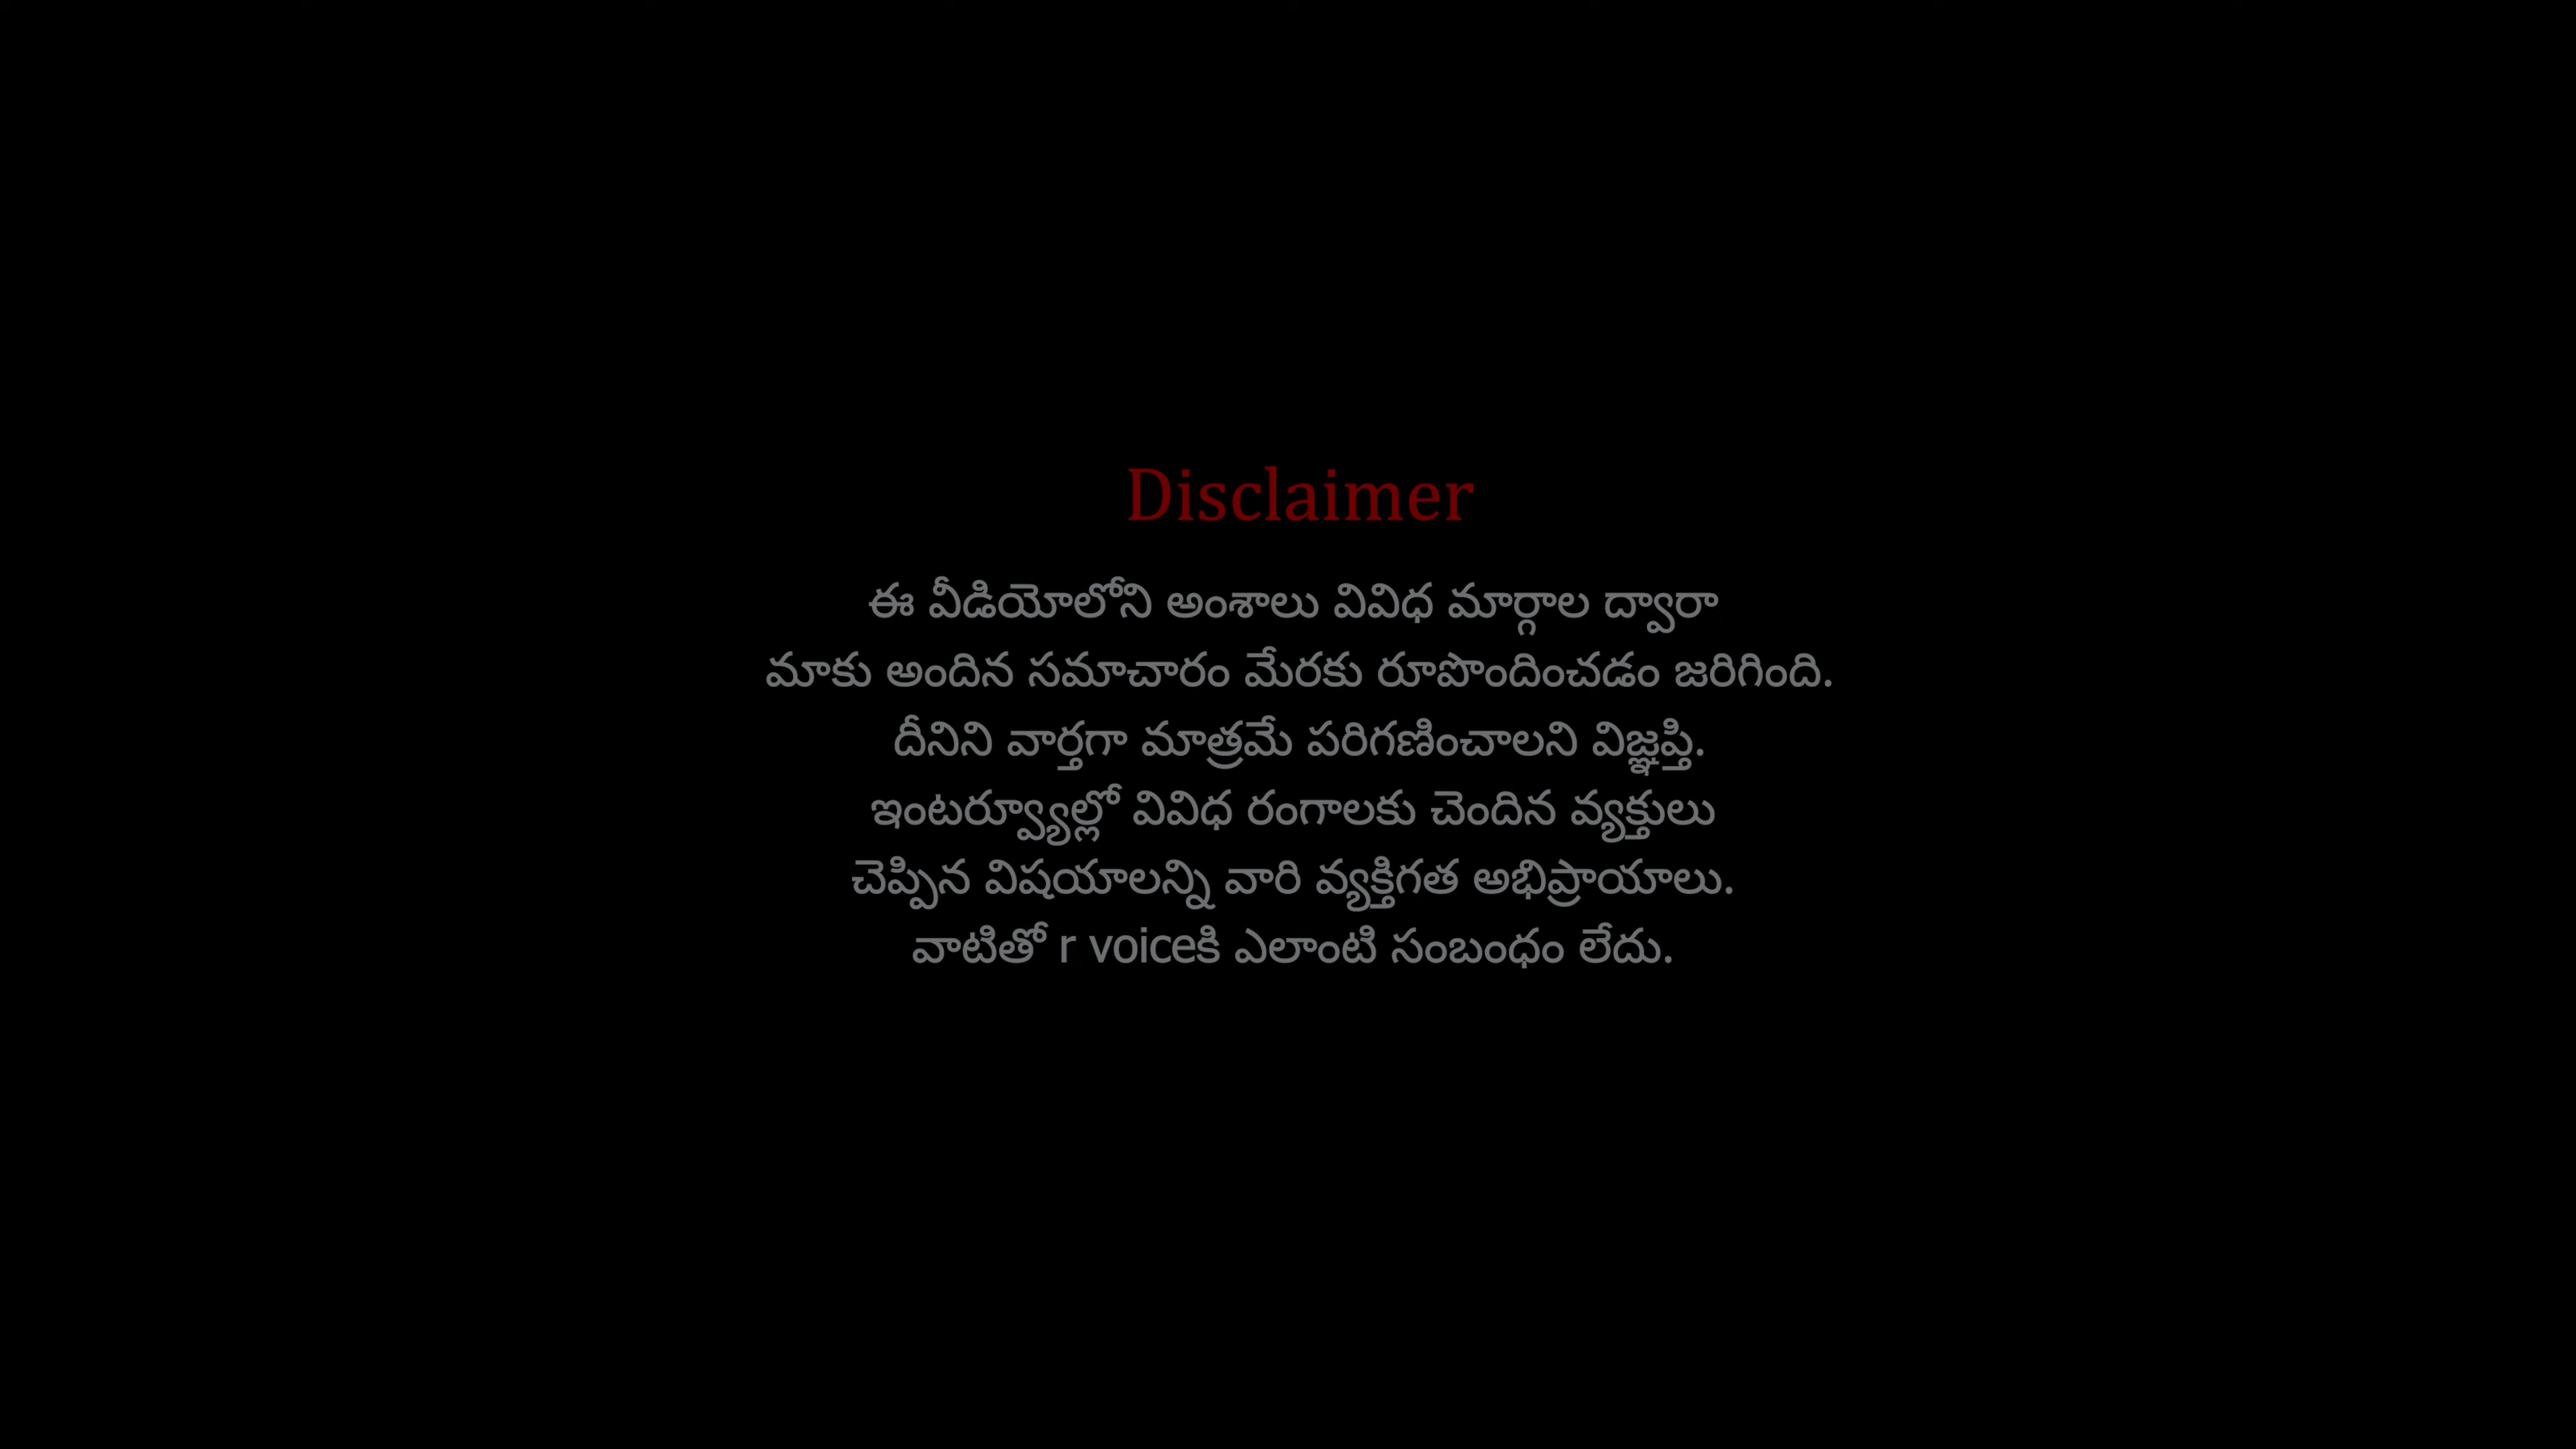 Disclaimer
ఈ వీడియోలోని అంశాలు వివిధ మార్గాల ద్వారా
మాకు అందిన సమాచారం మేరకు రూపొందించడం జరిగింది.
దీనిని వార్తగా మాత్రమే పరిగణించాలని విజ్ఞప్తి.
ఇంటర్వ్యూల్లో వివిధ రంగాలకు చెందిన వ్యక్తులు
చెప్పిన విషయాలన్ని వారి వ్యక్తిగత అభిప్రాయాలు.
వాటితో r voiceకి ఎలాంటి సంబంధం లేదు.